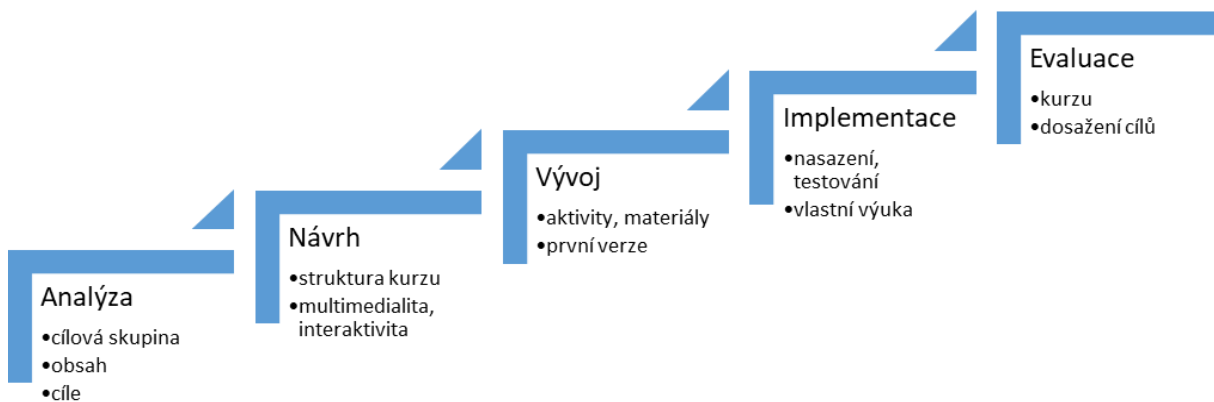 Analýza
•cílová skupina
•obsah
•cíle
Návrh
•struktura kurzu
•multimedialita,
interaktivita
Vývoj
•aktivity, materiály
•první verze
Implementace
•nasazení,
testování
•vlastní výuka
Evaluace
•kurzu
•dosažení cílů